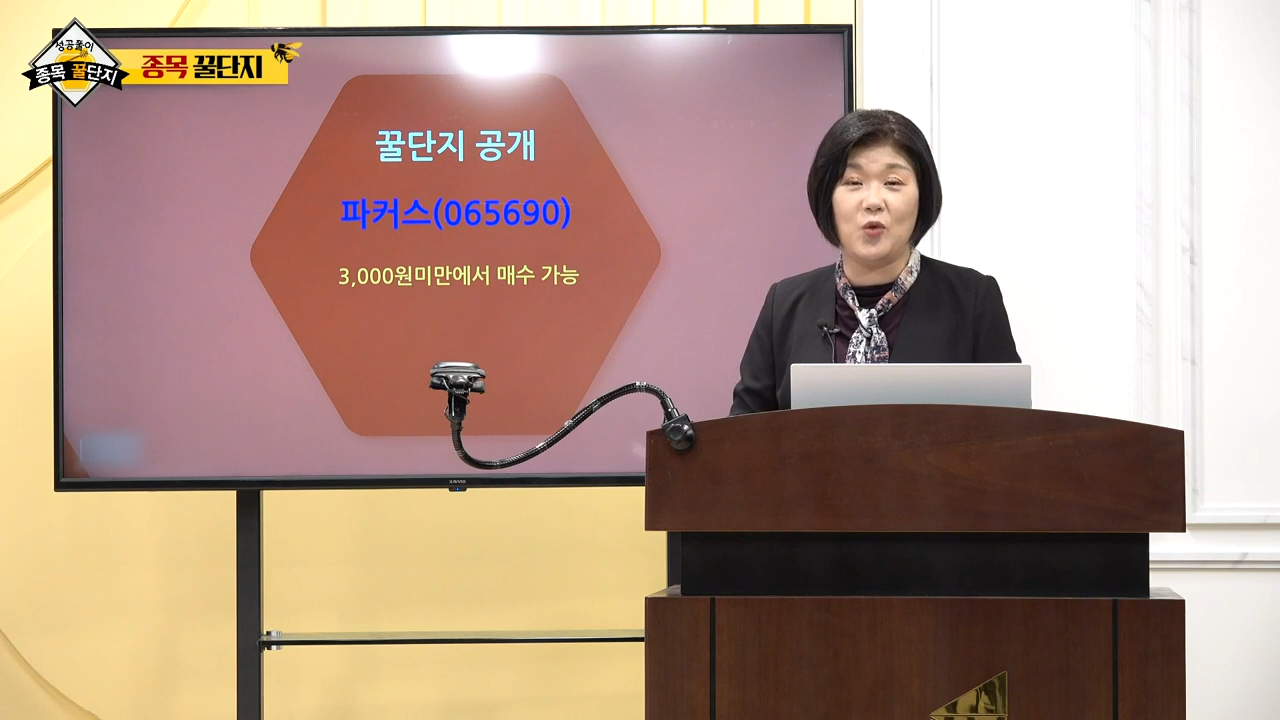 성공풀이
종목 꿀단지
종목 꿀단지
꿀단지 공개
파커스(065690)
3,000원미만에서 매수 가능